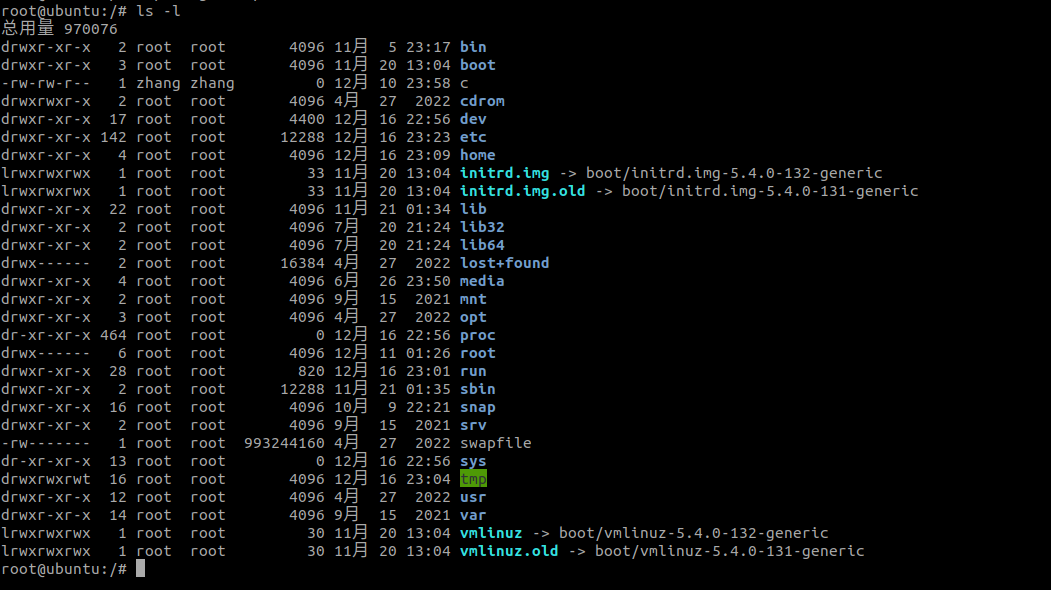 root@ubuntu:/# ls -l
总用量 970076
drwxr-xr-x   2 root  root       4096 11月  5 23:17 bin
drwxr-xr-x   3 root  root       4096 11月 20 13:04 boot
-rw-rw-r--   1 zhang zhang         0 12月 10 23:58 c
drwxrwxr-x   2 root  root       4096 4月  27  2022 cdrom
drwxr-xr-x  17 root  root       4400 12月 16 22:56 dev
drwxr-xr-x 142 root  root      12288 12月 16 23:23 etc
drwxr-xr-x   4 root  root       4096 12月 16 23:09 home
lrwxrwxrwx   1 root  root         33 11月 20 13:04 initrd.img -> boot/initrd.img-5.4.0-132-generic
lrwxrwxrwx   1 root  root         33 11月 20 13:04 initrd.img.old -> boot/initrd.img-5.4.0-131-generic
drwxr-xr-x  22 root  root       4096 11月 21 01:34 lib
drwxr-xr-x   2 root  root       4096 7月  20 21:24 lib32
drwxr-xr-x   2 root  root       4096 7月  20 21:24 lib64
drwx------   2 root  root      16384 4月  27  2022 lost+found
drwxr-xr-x   4 root  root       4096 6月  26 23:50 media
drwxr-xr-x   2 root  root       4096 9月  15  2021 mnt
drwxr-xr-x   3 root  root       4096 4月  27  2022 opt
dr-xr-xr-x 464 root  root          0 12月 16 22:56 proc
drwx------   6 root  root       4096 12月 11 01:26 root
drwxr-xr-x  28 root  root        820 12月 16 23:01 run
drwxr-xr-x   2 root  root      12288 11月 21 01:35 sbin
drwxr-xr-x  16 root  root       4096 10月  9 22:21 snap
drwxr-xr-x   2 root  root       4096 9月  15  2021 srv
-rw-------   1 root  root  993244160 4月  27  2022 swapfile
dr-xr-xr-x  13 root  root          0 12月 16 22:56 sys
drwxrwxrwt  16 root  root       4096 12月 16 23:04 tmp
drwxr-xr-x  12 root  root       4096 4月  27  2022 usr
drwxr-xr-x  14 root  root       4096 9月  15  2021 var
lrwxrwxrwx   1 root  root         30 11月 20 13:04 vmlinuz -> boot/vmlinuz-5.4.0-132-generic
lrwxrwxrwx   1 root  root         30 11月 20 13:04 vmlinuz.old -> boot/vmlinuz-5.4.0-131-generic
root@ubuntu:/#